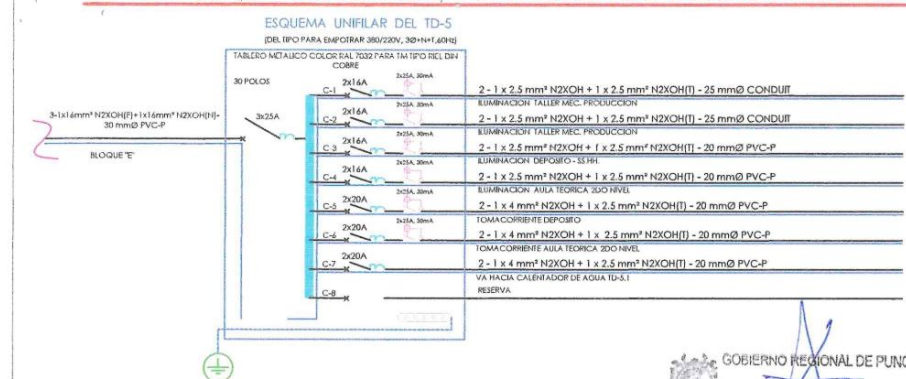 ESQUEMA UNIFILAR DEL TD-5
(DEL TIPO PARA EMPOTRAR 380/220V, 3Ø+N+T,60Hz)
TABLERO METALICO COLOR RAL 7032 PARA TM TIPO RIEL DIN
COBRE
30 POLOS
3-1x16mm² N2XOH(F)+1x16mm² N2XOH(N)-
30 mmØ PVC-P
BLOQUE "E"
3x25A
C-1 2x16A 2x25A, 30mA
2 - 1 x 2.5 mm² N2XOH + 1 x 2.5 mm² N2XOH(T) - 25 mmØ CONDUIT
ILUMINACION TALLER MEC. PRODUCCION
C-2 2x16A 2x25A, 30mA
2 - 1 x 2.5 mm² N2XOH + 1 x 2.5 mm² N2XOH(T) - 25 mmØ CONDUIT
ILUMINACION TALLER MEC. PRODUCCION
C-3 2x16A 2x25A, 30mA
2 - 1 x 2.5 mm² N2XOH + 1 x 2.5 mm² N2XOH(T) - 20 mmØ PVC-P
ILUMINACION DEPOSITO - SS.HH.
C-4 2x16A 2x25A, 30mA
2 - 1 x 2.5 mm² N2XOH + 1 x 2.5 mm² N2XOH(T) - 20 mmØ PVC-P
ILUMINACION AULA TEORICA 2DO NIVEL
C-5 2x20A 2x25A, 30mA
2 - 1 x 4 mm² N2XOH + 1 x 2.5 mm² N2XOH(T) - 20 mmØ PVC-P
TOMACORRIENTE DEPOSITO
C-6 2x20A 2x25A, 30mA
2 - 1 x 4 mm² N2XOH + 1 x 2.5 mm² N2XOH(T) - 20 mmØ PVC-P
TOMACORRIENTE AULA TEORICA 2DO NIVEL
C-7 2x20A
2 - 1 x 4 mm² N2XOH + 1 x 2.5 mm² N2XOH(T) - 20 mmØ PVC-P
VA HACIA CALENTADOR DE AGUA TD-5.1
C-8
RESERVA
GOBIERNO REGIONAL DE PUNO